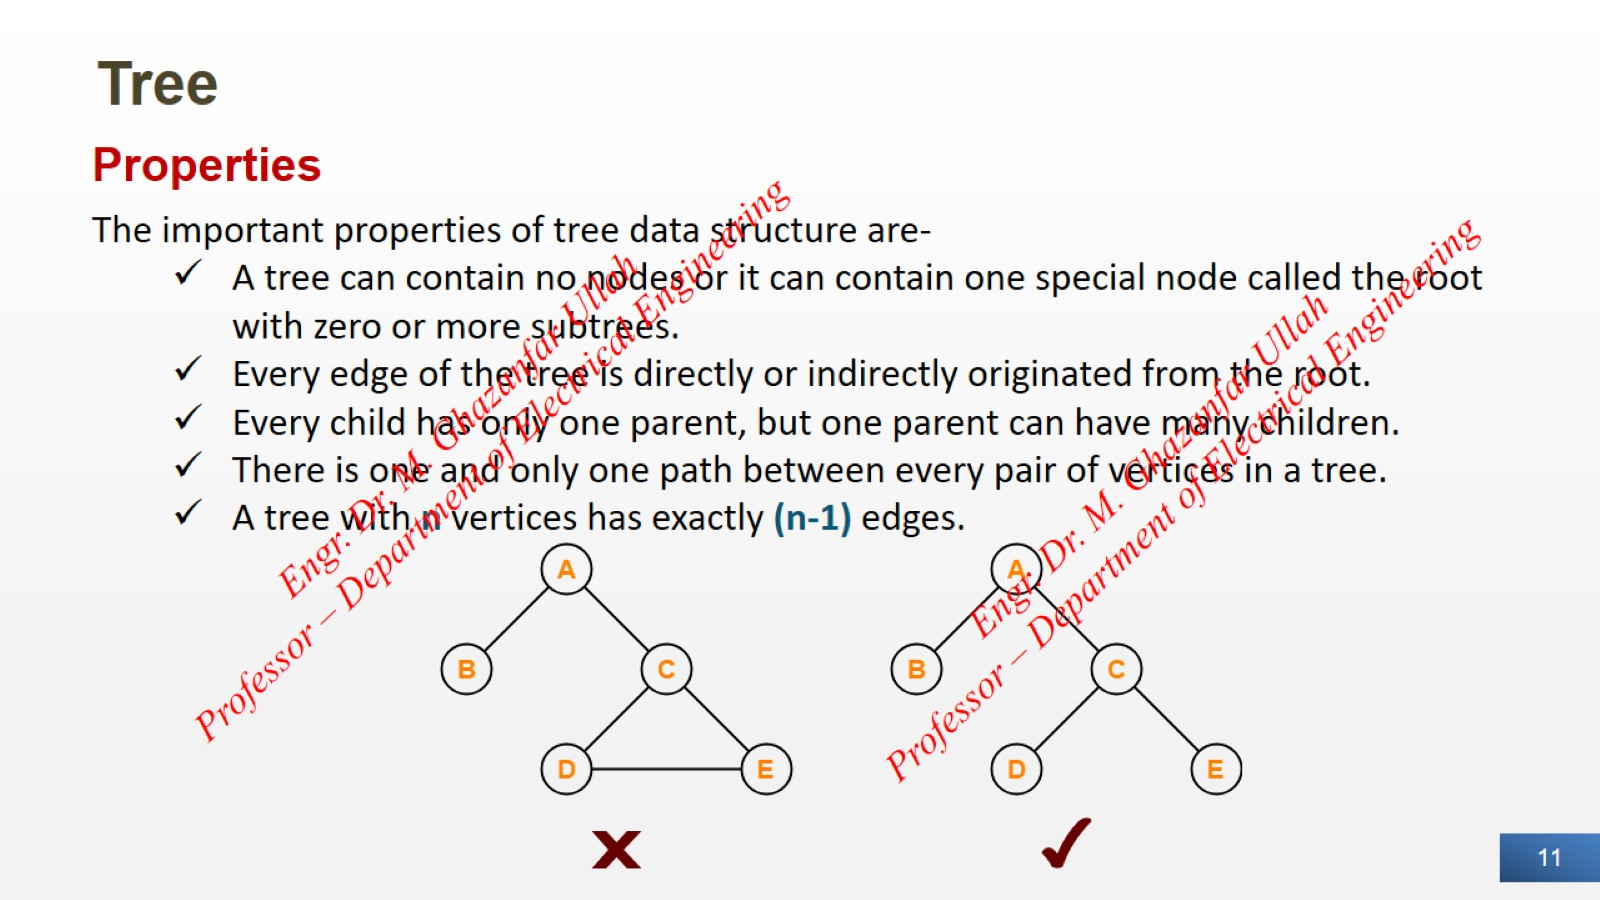 Tree
Properties
The important properties of tree data structure are-
✓ A tree can contain no nodes or it can contain one special node called the root
with zero or more subtrees.
✓ Every edge of the tree is directly or indirectly originated from the root.
✓ Every child has only one parent, but one parent can have many children.
✓ There is one and only one path between every pair of vertices in a tree.
✓ A tree with n vertices has exactly (n-1) edges.
Engr. Dr. M. Ghazanfar Ullah
Professor – Department of Electrical Engineering
Engr. Dr. M. Ghazanfar Ullah
Professor – Department of Electrical Engineering
A
B C
D E
A
B C
D E
11